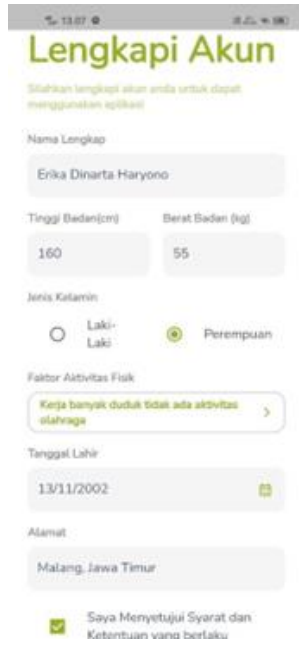 13.07
Lengkapi Akun
Silahkan lengkapi akun anda untuk dapat
menggunakan aplikasi
Nama Lengkap
Erika Dinarta Haryono
Tinggi Badan(cm) Berat Badan (kg)
160 55
Jenis Kelamin
Laki-
Laki
Perempuan
Faktor Aktivitas Fisik
Kerja banyak duduk tidak ada aktivitas
olahraga
Tanggal Lahir
13/11/2002
Alamat
Malang, Jawa Timur
Saya Menyetujui Syarat dan
Ketentuan yang berlaku